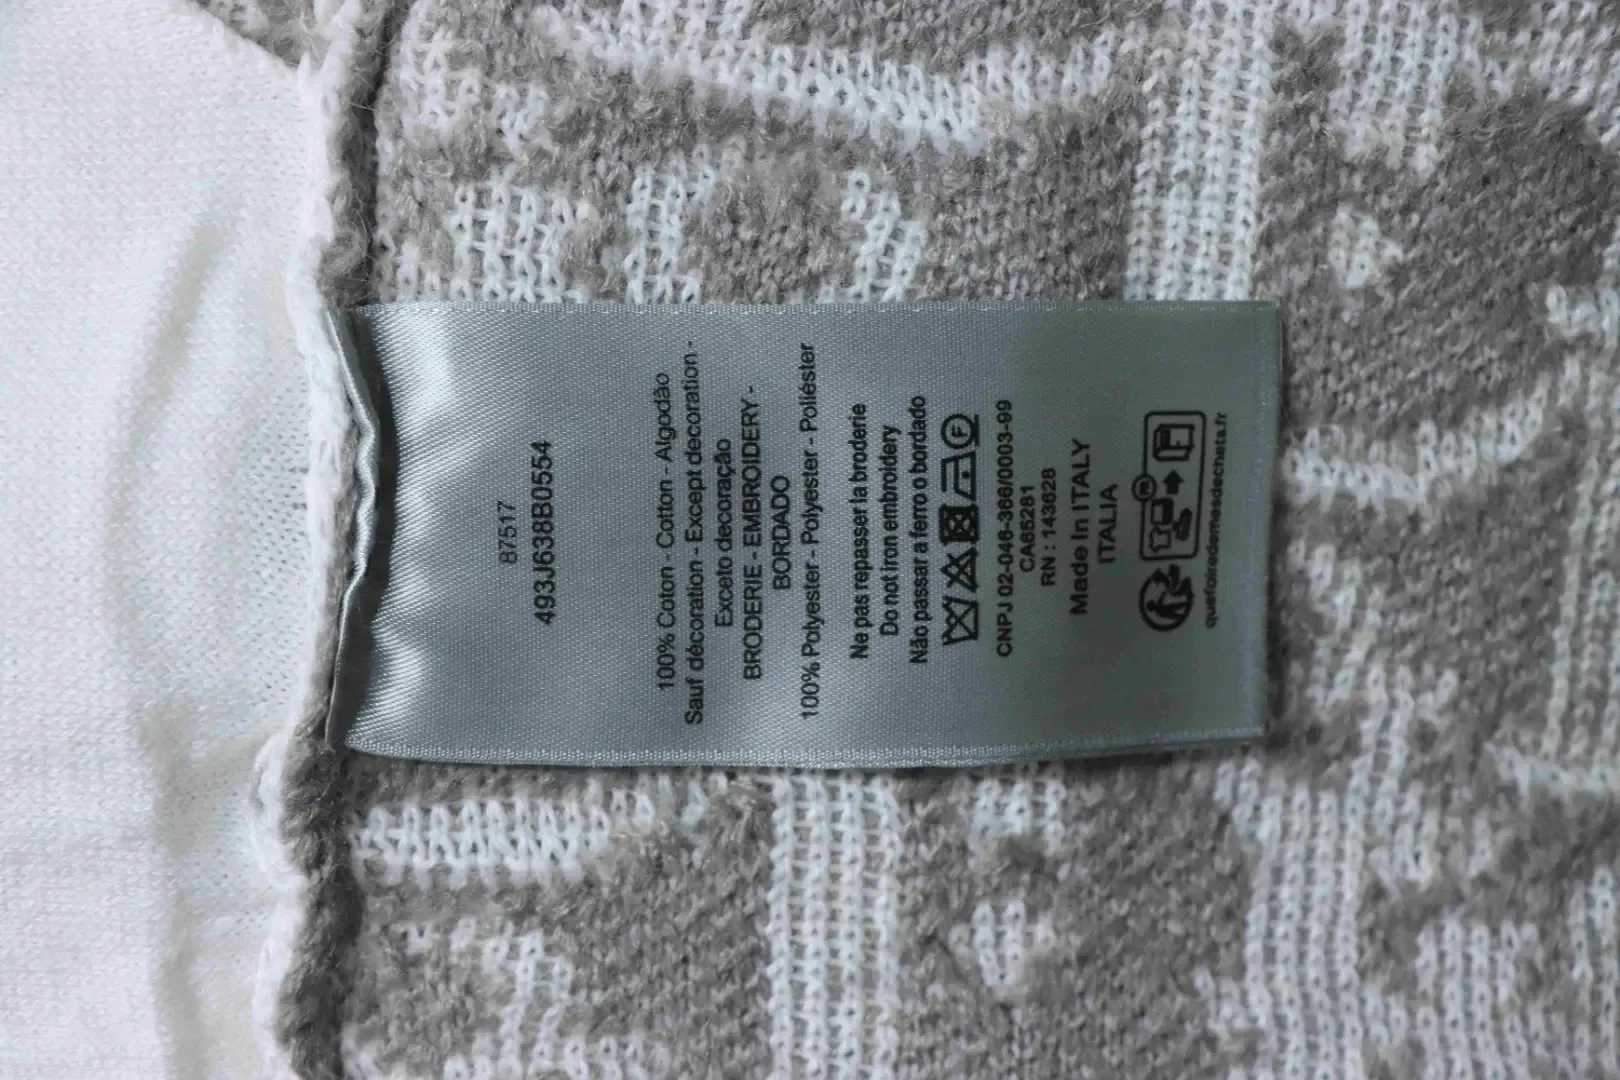 87517
493J638B0554
100% Coton - Cotton - Algodão
Sauf décoration - Except decoration -
Exceto decoração
BRODERIE - EMBROIDERY -
BORDADO
100% Polyester - Polyester - Poliéster
Ne pas repasser la broderie
Do not iron embroidery
Não passar a ferro o bordado
F
CNPJ 02-046-366/0003-99
CA65281
RN : 143628
Made In ITALY
ITALIA
quefairedemesdechets.fr